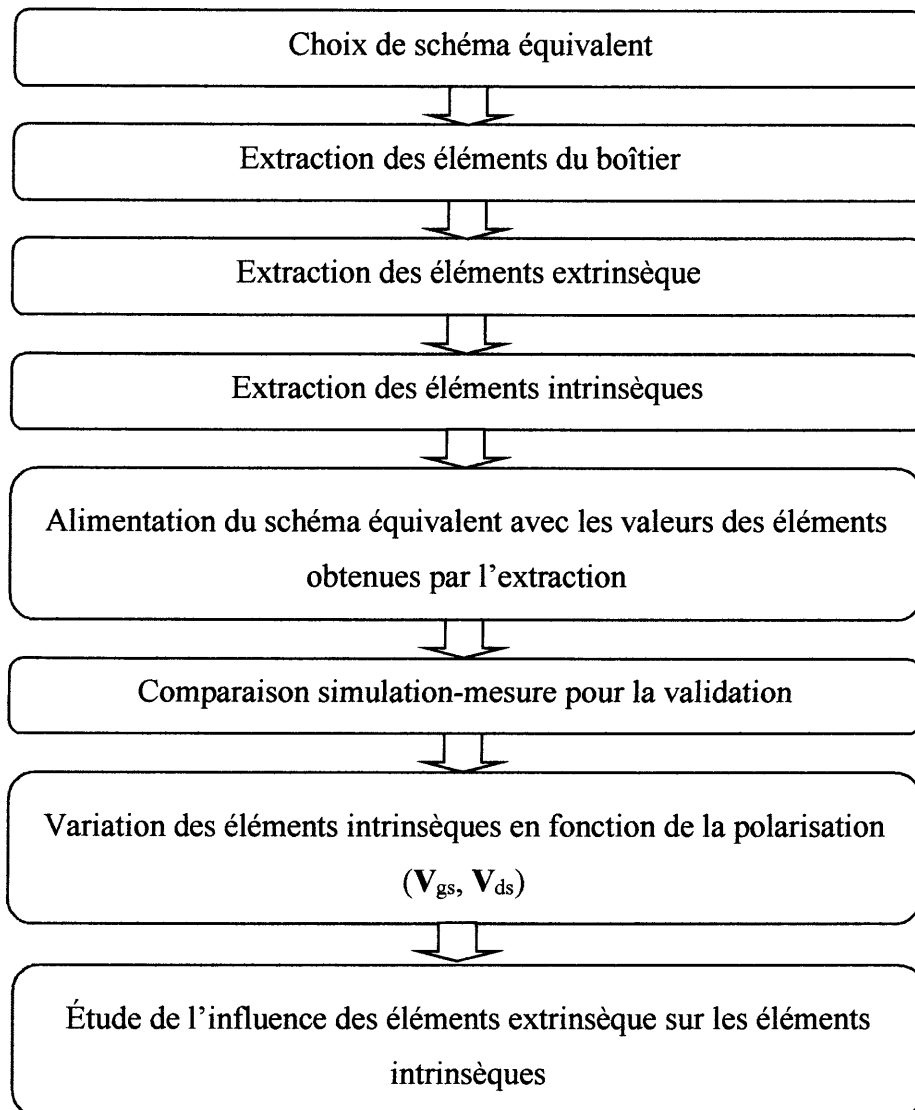 Choix de schéma équivalent
Extraction des éléments du boîtier
Extraction des éléments extrinsèque
Extraction des éléments intrinsèques
Alimentation du schéma équivalent avec les valeurs des éléments
obtenues par l’extraction
Comparaison simulation-mesure pour la validation
Variation des éléments intrinsèques en fonction de la polarisation
(Vgs, Vds)
Étude de l’influence des éléments extrinsèque sur les éléments
intrinsèques